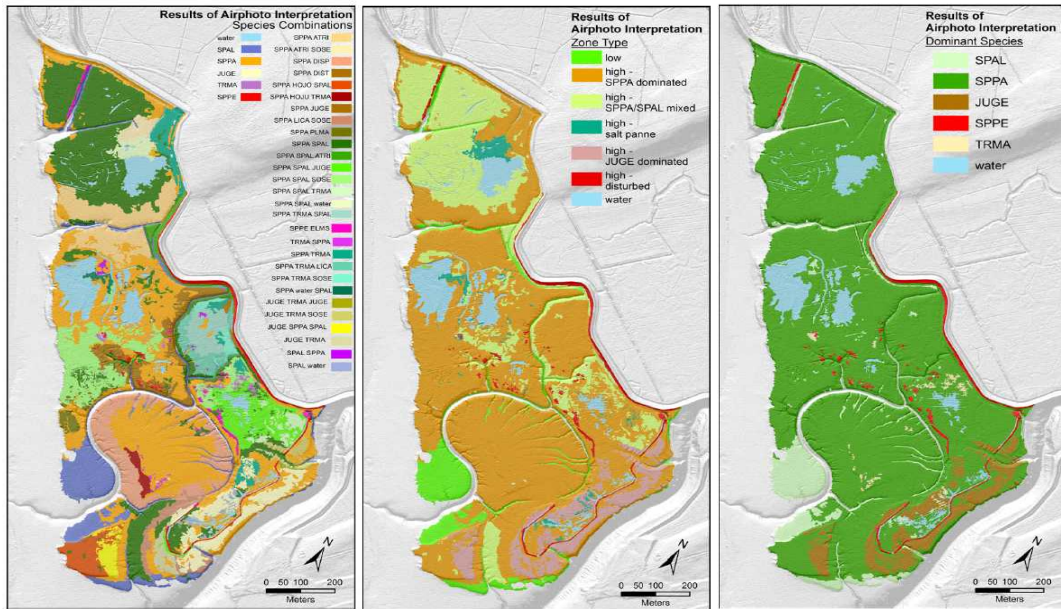 Results of Airphoto Interpretation
Species Combinations
water
SPAL
SPPA
JUGE
TRMA
SPPE
SPPA ATRI
SPPA ATRI SOSE
SPPA DISP
SPPA DIST
SPPA HOJO SPAL
SPPA HOJU TRMA
SPPA JUGE
SPPA LICA SOSE
SPPA PLMA
SPPA SPAL
SPPA SPAL ATRI
SPPA SPAL JUGE
SPPA SPAL SOSE
SPPA SPAL TRMA
SPPA SPAL water
SPPA TRMA SPAL
SPPE ELMS
TRMA SPPA
SPPA TRMA
SPPA TRMA LICA
SPPA TRMA SOSE
SPPA water SPAL
JUGE TRMA JUGE
JUGE TRMA SOSE
JUGE SPPA SPAL
JUGE TRMA
SPAL SPPA
SPAL water
N
0 50 100 200
Meters
Results of
Airphoto Interpretation
Zone Type
low
high -
SPPA dominated
high -
SPPA/SPAL mixed
high -
salt panne
high -
JUGE dominated
high -
disturbed
water
N
0 50 100 200
Meters
Results of
Airphoto Interpretation
Dominant Species
SPAL
SPPA
JUGE
SPPE
TRMA
water
N
0 50 100 200
Meters